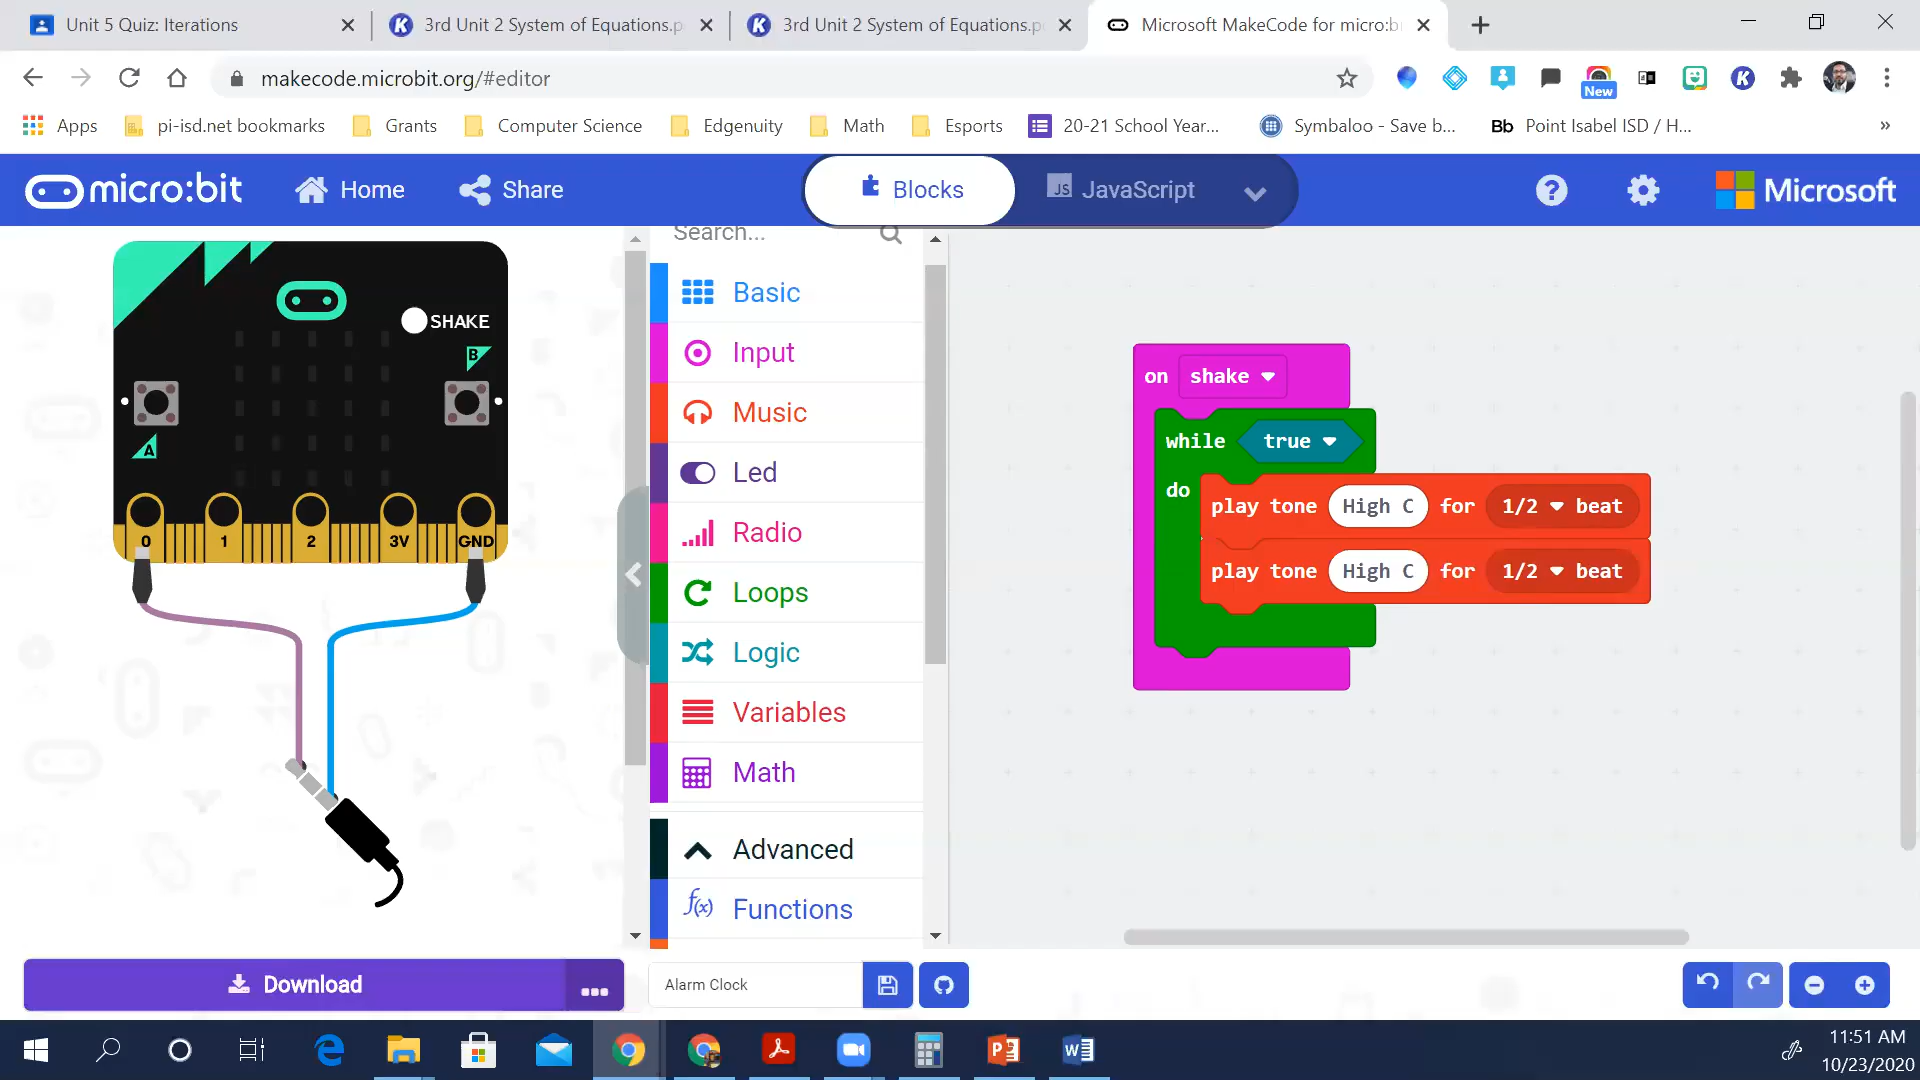 Unit 5 Quiz: Iterations
3rd Unit 2 System of Equations.p
3rd Unit 2 System of Equations.p
Microsoft MakeCode for micro:b
makecode.microbit.org/#editor
New
Apps
pi-isd.net bookmarks
Grants
Computer Science
Edgenuity
Math
Esports
20-21 School Year...
Symbaloo - Save b...
Bb Point Isabel ISD / H...
»
micro:bit
Home
Share
Blocks
JS JavaScript
?
Microsoft
SHAKE
B
A
0 1 2 3V GND
Search...
Basic
Input
Music
Led
Radio
Loops
Logic
Variables
Math
Advanced
f(x) Functions
on shake
while true
do
play tone High C for 1/2 beat
play tone High C for 1/2 beat
Download
...
Alarm Clock
11:51 AM
10/23/2020